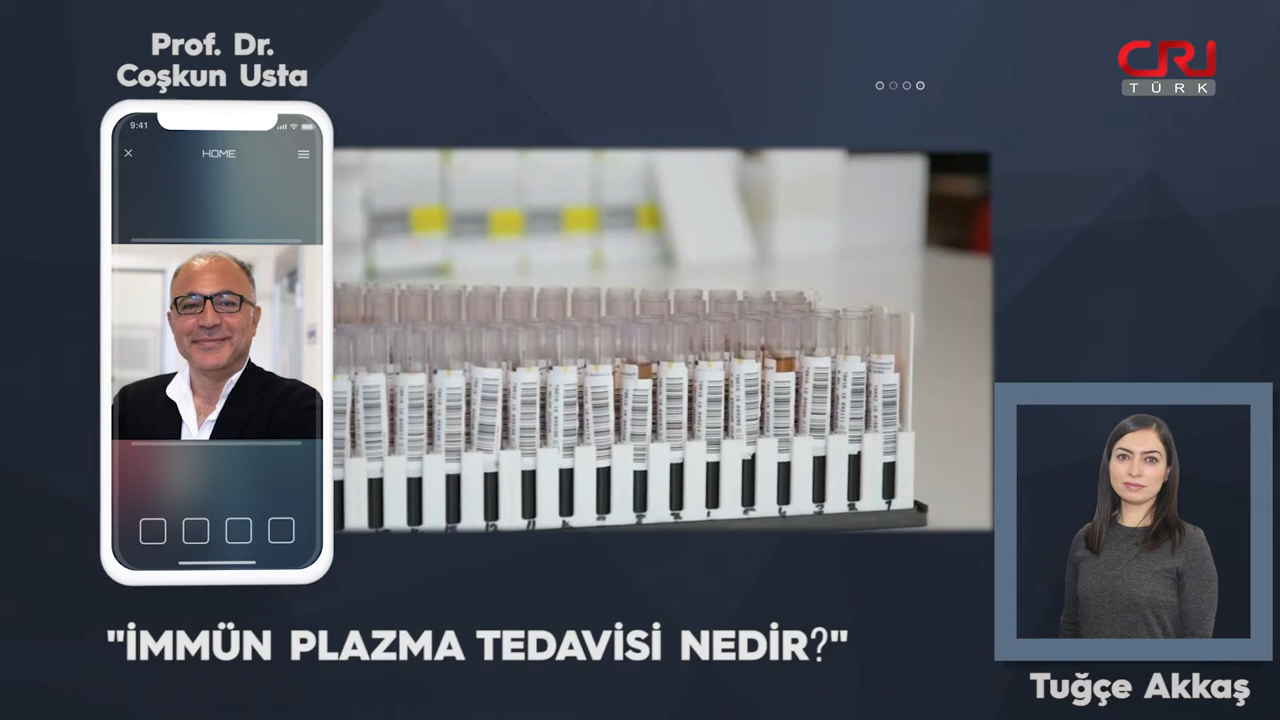 Prof. Dr.
Coşkun Usta
CRI
TÜRK
9:41
HOME
"İMMÜN PLAZMA TEDAVİSİ NEDİR?"
Tuğçe Akkaş